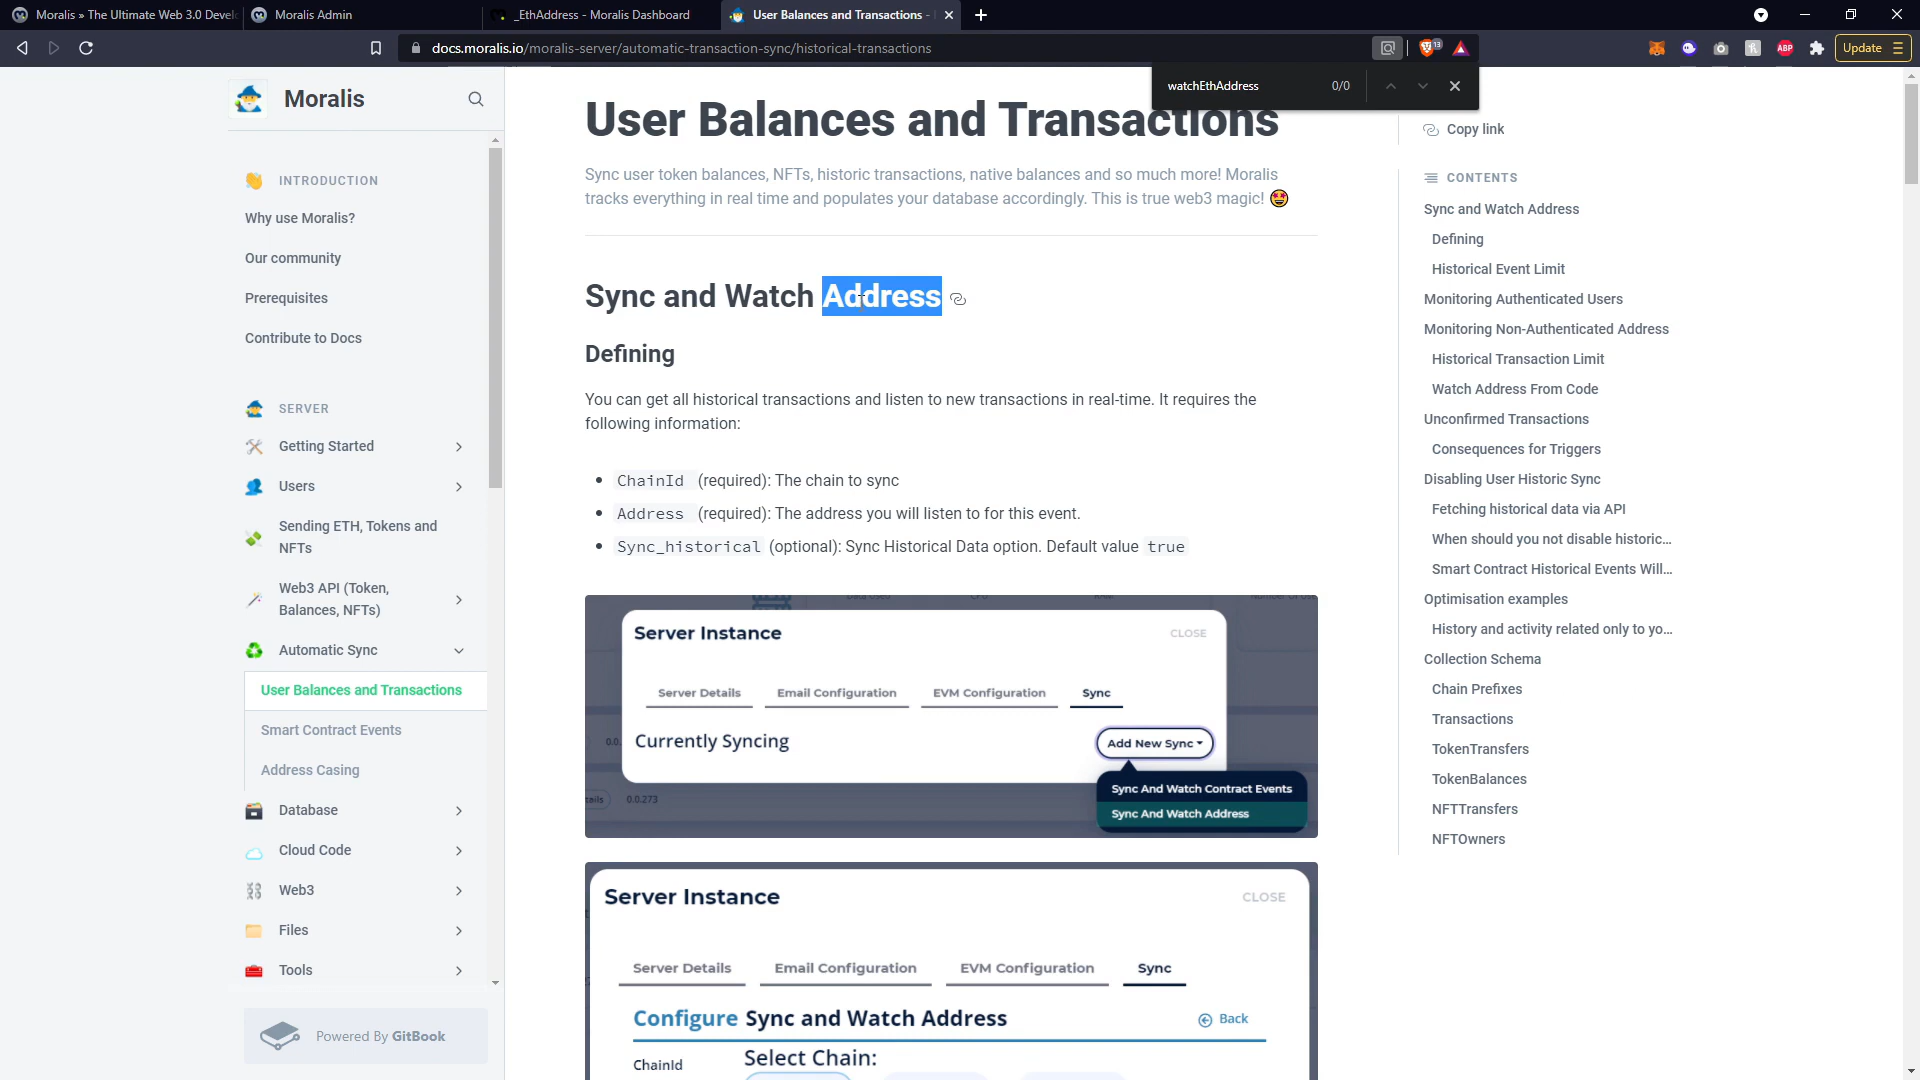 Moralis » The Ultimate Web 3.0 Devel
Moralis Admin
_EthAddress - Moralis Dashboard
User Balances and Transactions -
docs.moralis.io/moralis-server/automatic-transaction-sync/historical-transactions
13
ABP
Update
watchEthAddress
0/0
Moralis
INTRODUCTION
Why use Moralis?
Our community
Prerequisites
Contribute to Docs
SERVER
Getting Started
Users
Sending ETH, Tokens and
NFTs
Web3 API (Token,
Balances, NFTs)
Automatic Sync
User Balances and Transactions
Smart Contract Events
Address Casing
Database
Cloud Code
Web3
Files
Tools
Powered By GitBook
User Balances and Transactions
Sync user token balances, NFTs, historic transactions, native balances and so much more! Moralis
tracks everything in real time and populates your database accordingly. This is true web3 magic! 🤩
Sync and Watch Address
Defining
You can get all historical transactions and listen to new transactions in real-time. It requires the
following information:
• ChainId (required): The chain to sync
• Address (required): The address you will listen to for this event.
• Sync_historical (optional): Sync Historical Data option. Default value true
Server Instance
CLOSE
Server Details
Email Configuration
EVM Configuration
Sync
Currently Syncing
Add New Sync
Sync And Watch Contract Events
Sync And Watch Address
0.0.273
Server Instance
CLOSE
Server Details
Email Configuration
EVM Configuration
Sync
Configure Sync and Watch Address
Back
ChainId
Select Chain:
Copy link
CONTENTS
Sync and Watch Address
Defining
Historical Event Limit
Monitoring Authenticated Users
Monitoring Non-Authenticated Address
Historical Transaction Limit
Watch Address From Code
Unconfirmed Transactions
Consequences for Triggers
Disabling User Historic Sync
Fetching historical data via API
When should you not disable historic...
Smart Contract Historical Events Will...
Optimisation examples
History and activity related only to yo...
Collection Schema
Chain Prefixes
Transactions
TokenTransfers
TokenBalances
NFTTransfers
NFTOwners